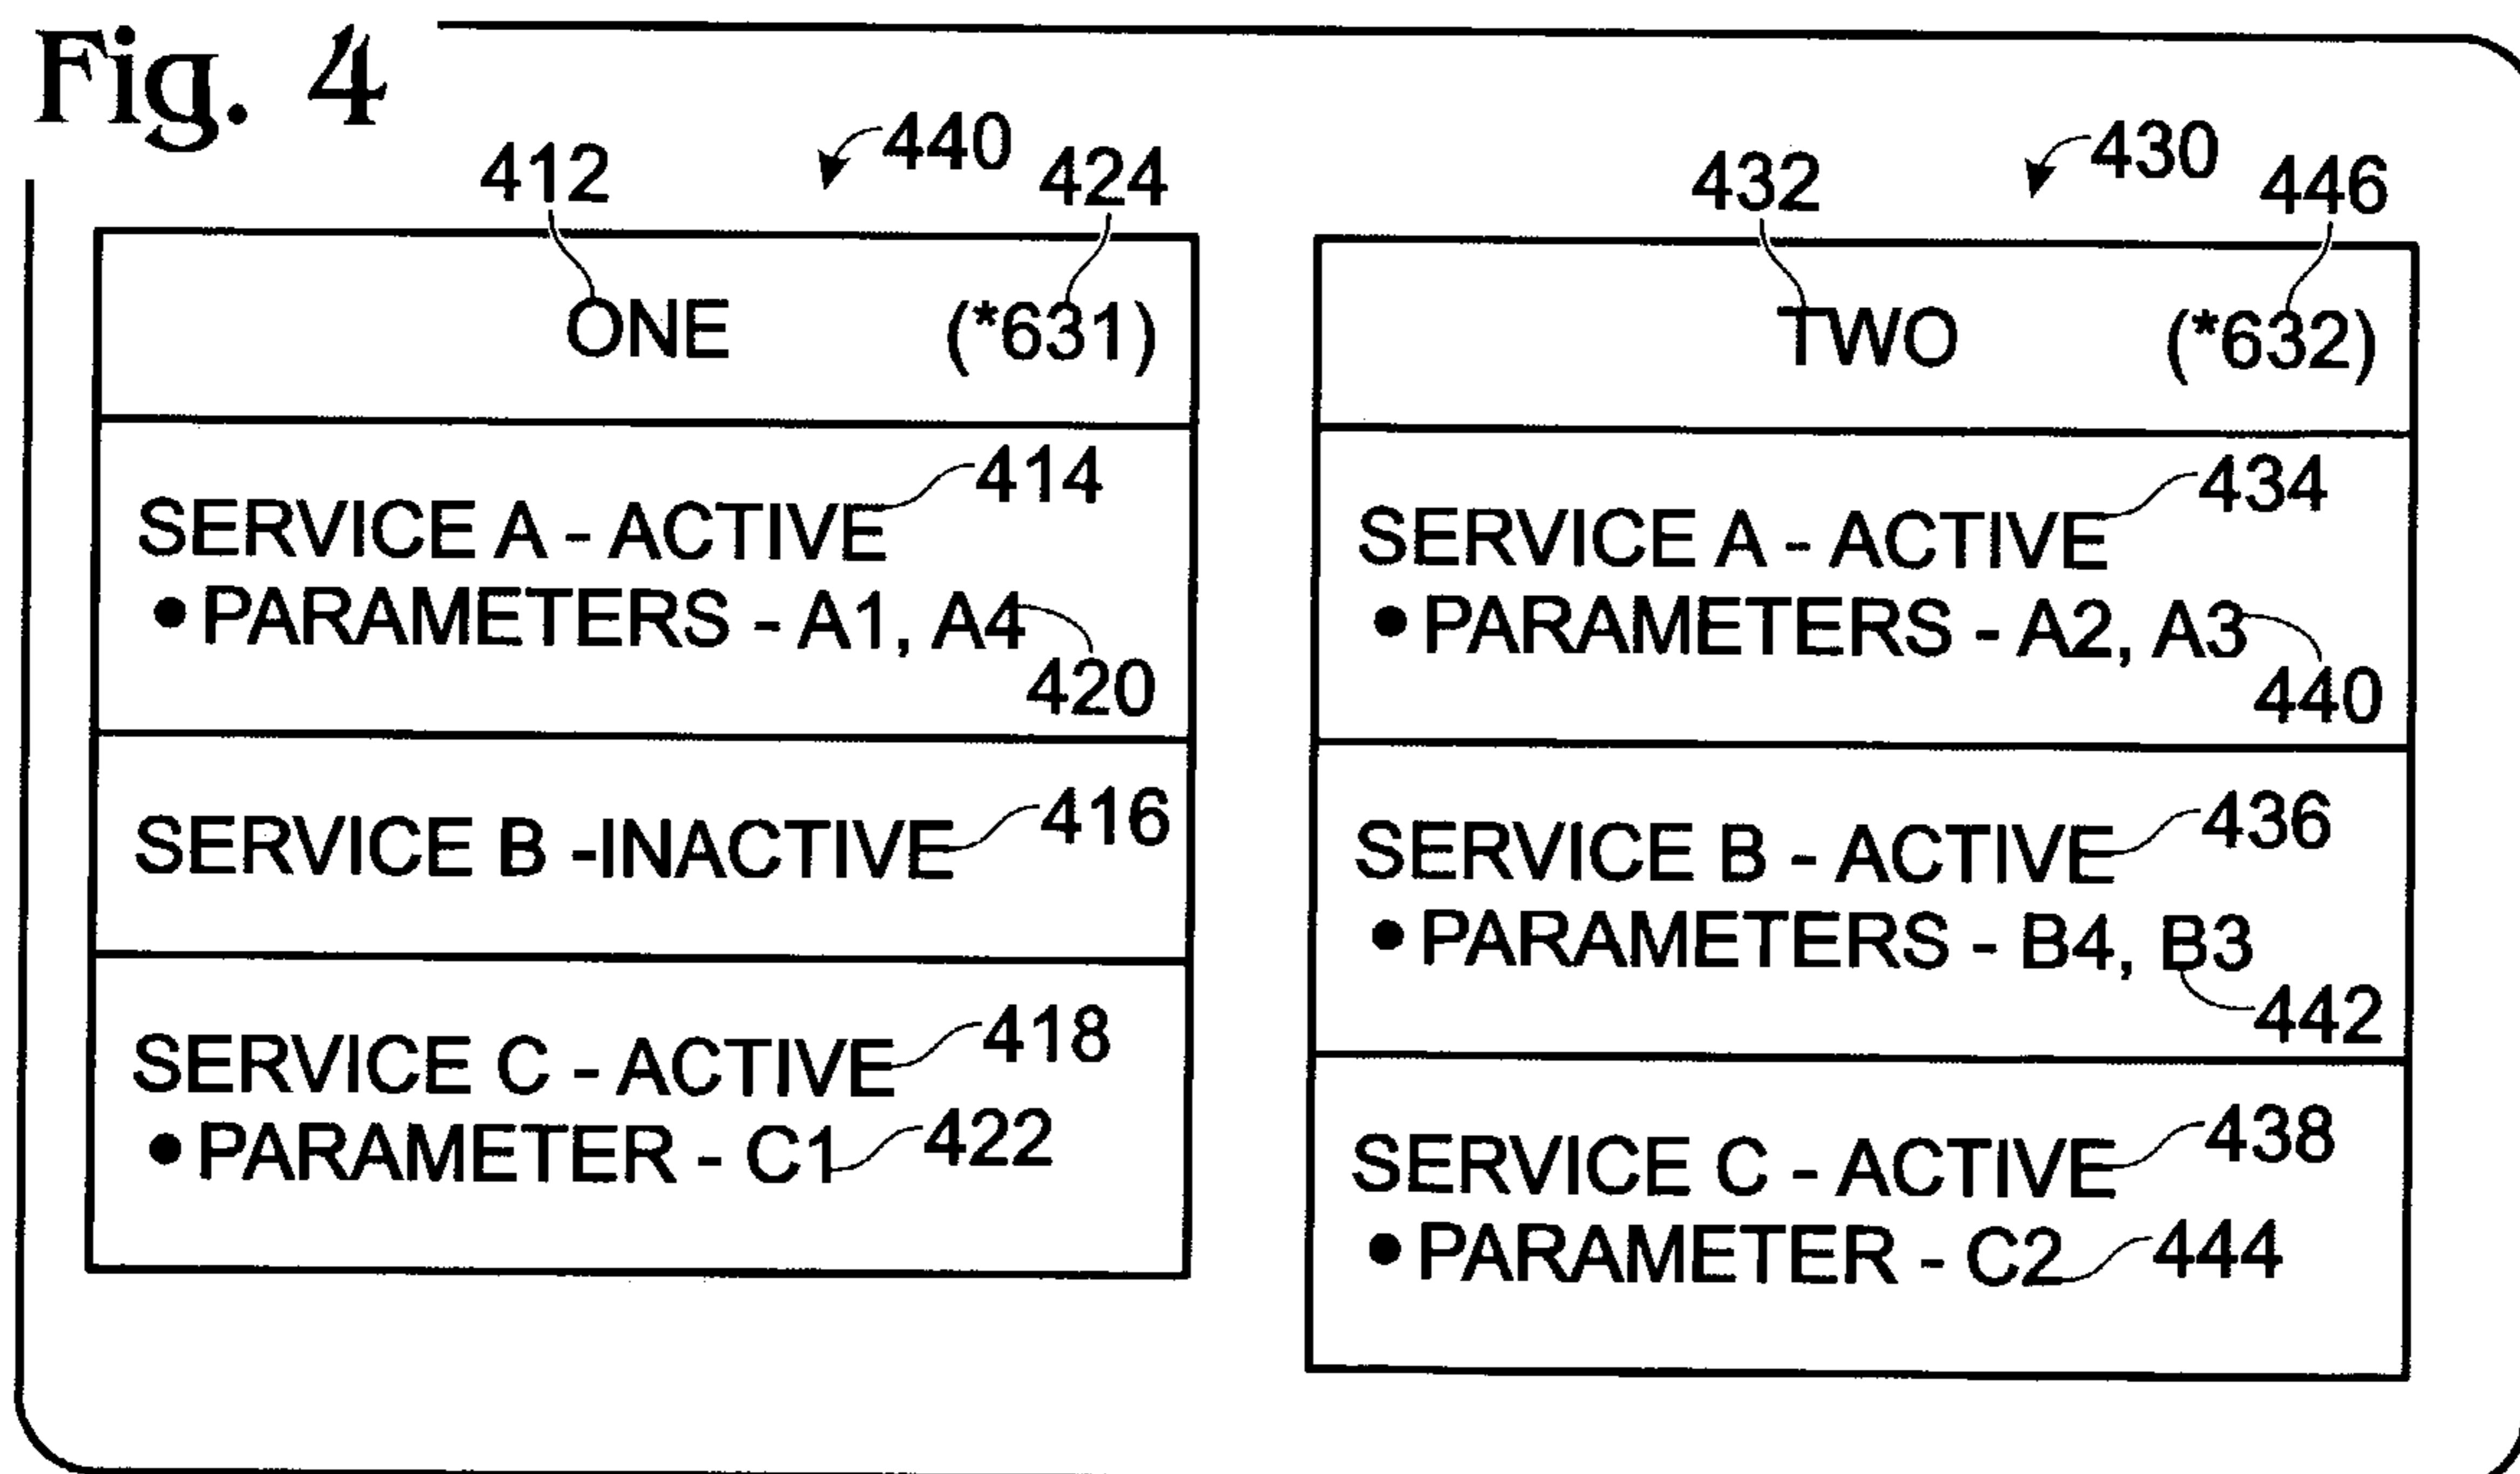 Fig. 4
412 440 424
ONE (*631)
SERVICE A - ACTIVE 414
• PARAMETERS - A1, A4
420
SERVICE B -INACTIVE 416
SERVICE C - ACTIVE 418
• PARAMETER - C1 422
432 430 446
TWO (*632)
SERVICE A - ACTIVE 434
• PARAMETERS - A2, A3
440
SERVICE B - ACTIVE 436
• PARAMETERS - B4, B3
442
SERVICE C - ACTIVE 438
• PARAMETER - C2 444